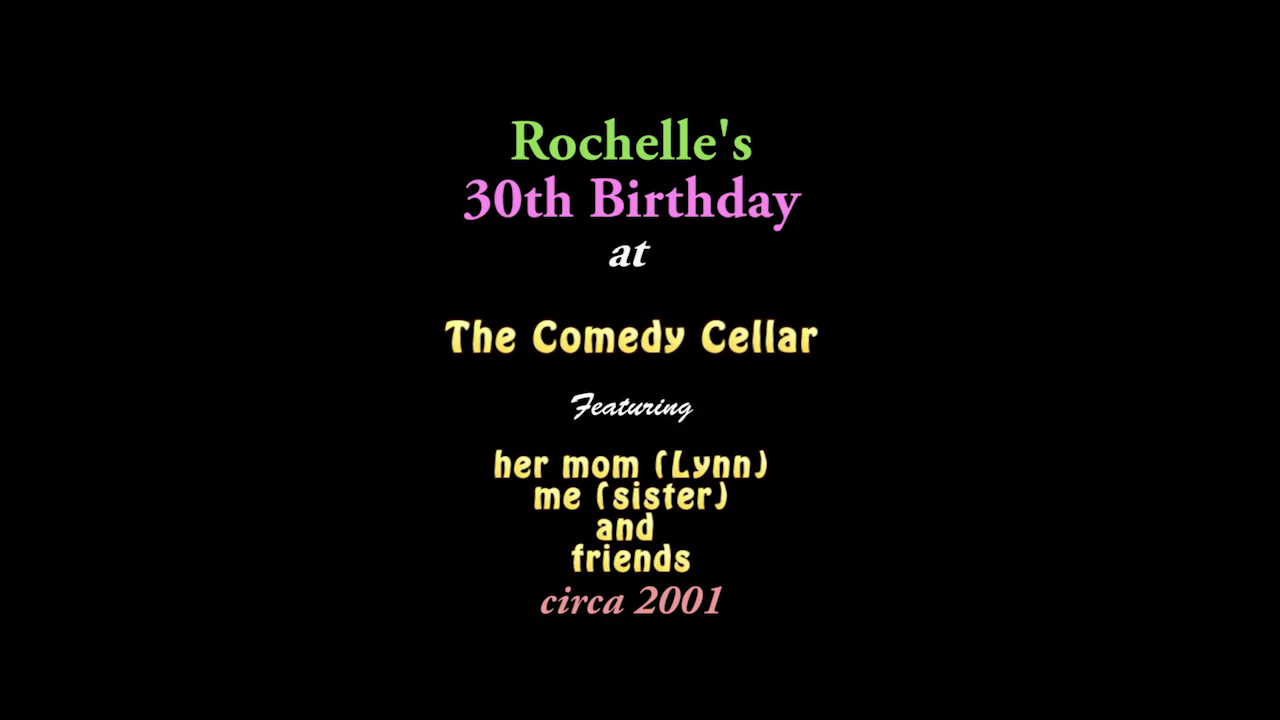 Rochelle's
30th Birthday
at
The Comedy Cellar
Featuring
her mom (Lynn)
me (sister)
and
friends
circa 2001